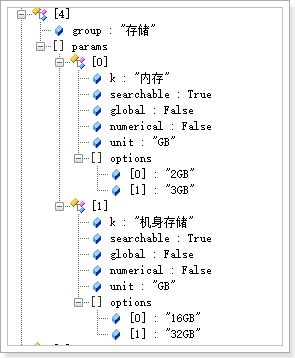 [4]
group : "存储"
[] params
[0]
k : "内存"
searchable : True
global : False
numerical : False
unit : "GB"
[] options
[0] : "2GB"
[1] : "3GB"
[1]
k : "机身存储"
searchable : True
global : False
numerical : False
unit : "GB"
[] options
[0] : "16GB"
[1] : "32GB"